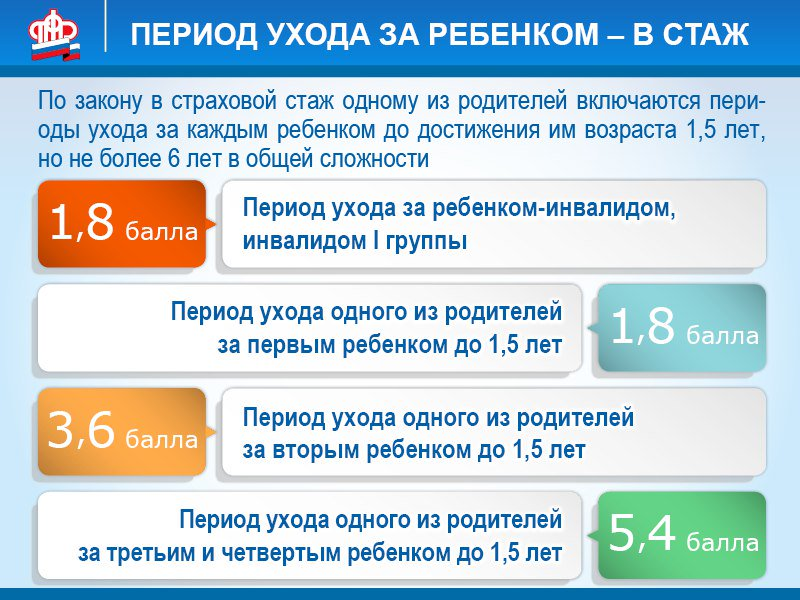 ПЕРИОД УХОДА ЗА РЕБЕНКОМ – В СТАЖ
По закону в страховой стаж одному из родителей включаются пери-
оды ухода за каждым ребенком до достижения им возраста 1,5 лет,
но не более 6 лет в общей сложности
1,8 балла
Период ухода за ребенком-инвалидом,
инвалидом I группы
Период ухода одного из родителей
за первым ребенком до 1,5 лет
1,8 балла
3,6 балла
Период ухода одного из родителей
за вторым ребенком до 1,5 лет
Период ухода одного из родителей
за третьим и четвертым ребенком до 1,5 лет
5,4 балла